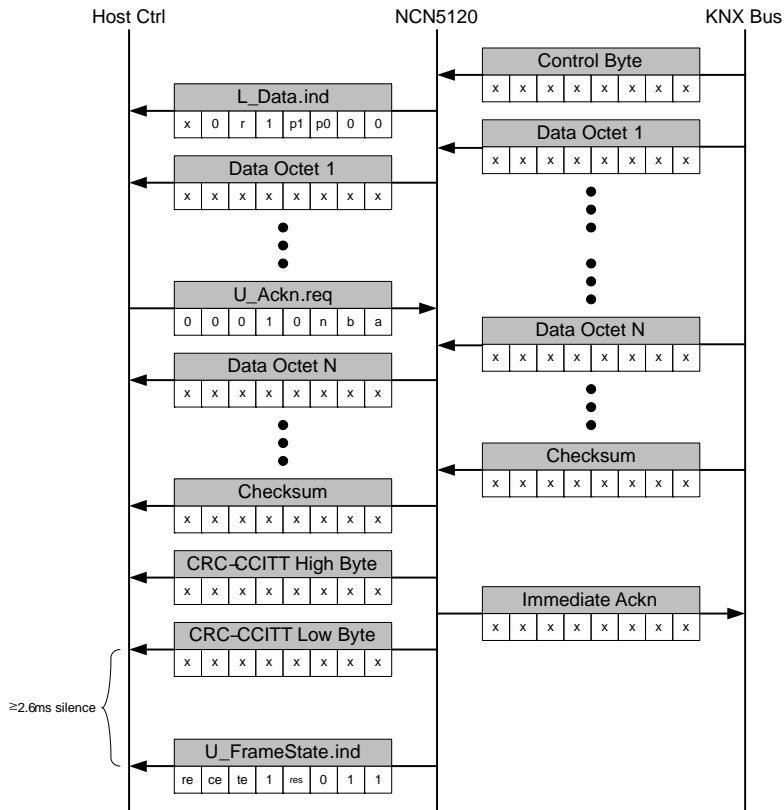 Host Ctrl NCN5120 KNX Bus
Control Byte
x x x x x x x x
L_Data.ind
x 0 r 1 p1 p0 0 0
Data Octet 1
x x x x x x x x
Data Octet 1
x x x x x x x x
U_Ackn.req
0 0 0 1 0 n b a
Data Octet N
x x x x x x x x
Data Octet N
x x x x x x x x
Checksum
x x x x x x x x
Checksum
x x x x x x x x
CRC–CCITT High Byte
x x x x x x x x
Immediate Ackn
x x x x x x x x
CRC–CCITT Low Byte
x x x x x x x x
≥2.6ms silence
U_FrameState.ind
re ce te 1 res 0 1 1